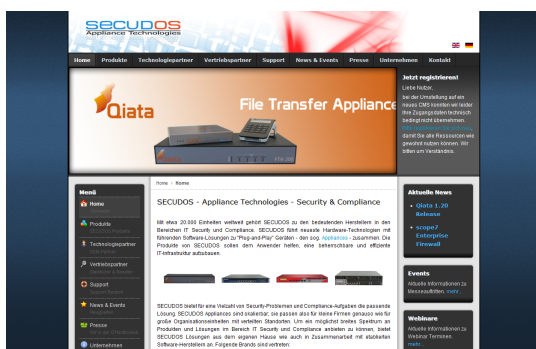 SECUDOS
Appliance Technologies
Home Produkte Technologiepartner Vertriebspartner Support News & Events Presse Unternehmen Kontakt
Qiata
File Transfer Appliance
Jetzt registrieren!
Liebe Nutzer,
bei der Umstellung auf ein
neues CMS konnten wir leider
Ihre Zugangsdaten technisch
bedingt nicht übernehmen.
damit Sie alle Ressourcen wie
gewohnt nutzen können. Wir
bitten um Verständnis.
Home › Home
Menü
Home
Produkte
SECUDOS Produkte
Technologiepartner
Vertriebspartner
Support
News & Events
Presse
Unternehmen
SECUDOS - Appliance Technologies - Security & Compliance
Mit etwa 20.000 Einheiten weltweit gehört SECUDOS zu den bedeutenden Herstellern in den
Bereichen IT Security und Compliance. SECUDOS führt neueste Hardware-Technologien mit
führenden Software-Lösungen zu "Plug-and-Play" Geräten - den sog. Appliances - zusammen. Die
Produkte von SECUDOS sollen dem Anwender helfen, eine beherrschbare und effiziente
IT-Infrastruktur aufzubauen.
SECUDOS bietet für eine Vielzahl von Security-Problemen und Compliance-Aufgaben die passende
Lösung. SECUDOS Appliances sind skalierbar, sie passen also für kleine Firmen genauso wie für
große Organisationseinheiten mit verteilten Standorten. Um ein möglichst breites Spektrum an
Produkten und Lösungen im Bereich IT Security und Compliance anbieten zu können, bietet
SECUDOS Lösungen aus dem eigenen Hause wie auch in Zusammenarbeit mit etablierten
Software-Herstellern an. Folgende Brands sind vertreten:
Aktuelle News
Qiata 1.20
Release
scope7
Enterprise
Firewall
Events
Aktuelle Informationen zu
Messeauftritten. mehr...
Webinare
Aktuelle Informationen zu
Webinar Terminen.
mehr...